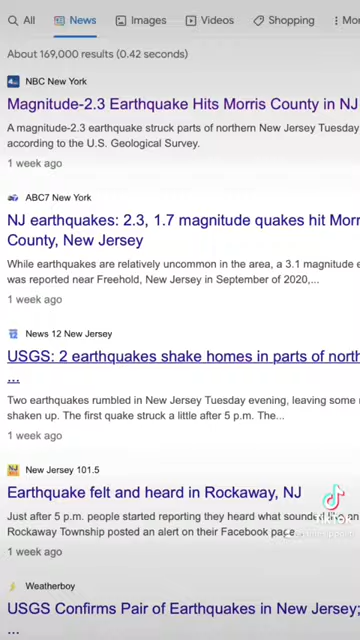 All News Images Videos Shopping Mor
About 169,000 results (0.42 seconds)
NBC New York
Magnitude-2.3 Earthquake Hits Morris County in NJ
A magnitude-2.3 earthquake struck parts of northern New Jersey Tuesday
according to the U.S. Geological Survey.
1 week ago
ABC7 New York
NJ earthquakes: 2.3, 1.7 magnitude quakes hit Morr
County, New Jersey
While earthquakes are relatively uncommon in the area, a 3.1 magnitude e
was reported near Freehold, New Jersey in September of 2020,...
1 week ago
News 12 New Jersey
USGS: 2 earthquakes shake homes in parts of north
...
Two earthquakes rumbled in New Jersey Tuesday evening, leaving some
shaken up. The first quake struck a little after 5 p.m. The...
1 week ago
New Jersey 101.5
Earthquake felt and heard in Rockaway, NJ
Just after 5 p.m. people started reporting they heard what sounded
Rockaway Township posted an alert on their Facebook page.
TikTok
1 week ago
Weatherboy
USGS Confirms Pair of Earthquakes in New Jersey;
...